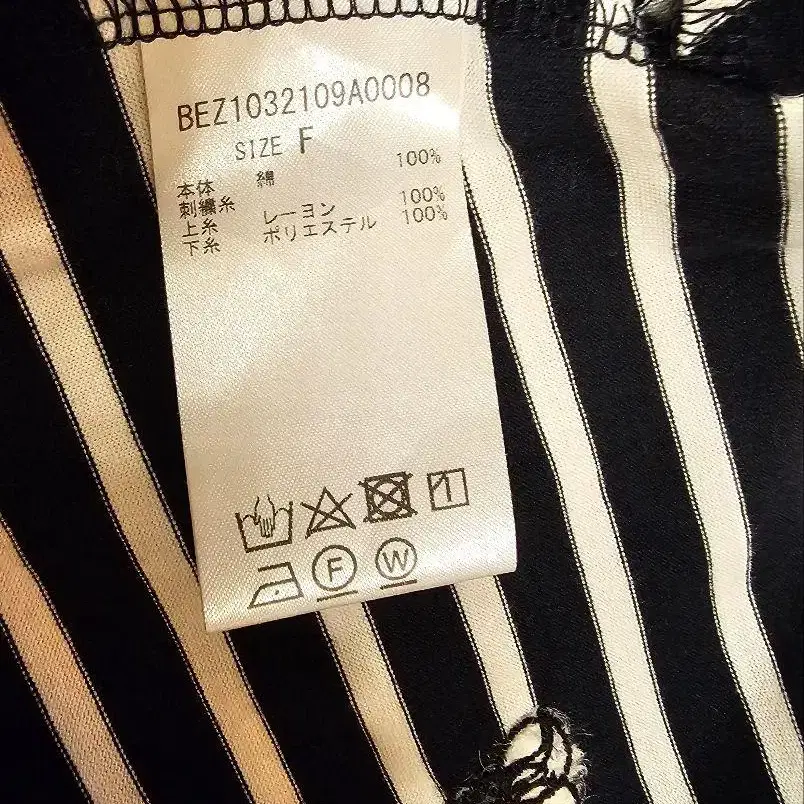 BEZ1032109A0008
SIZE F
本体 綿 100%
刺繍糸
上糸 レーヨン 100%
下糸 ポリエステル 100%
F W